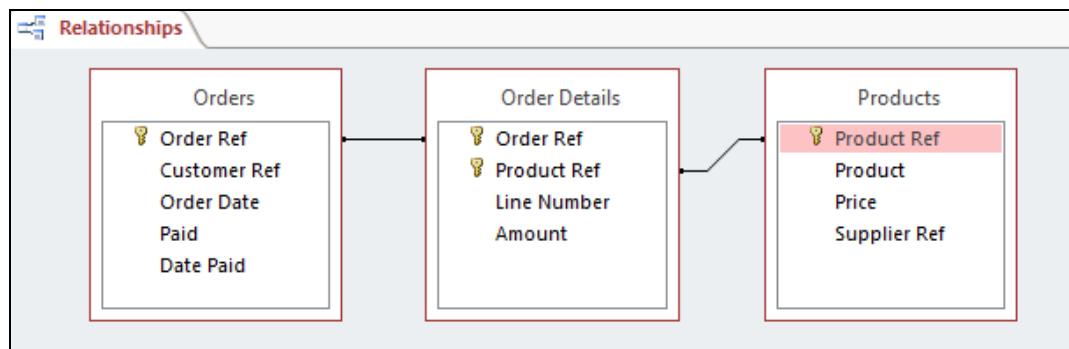 Relationships
Orders
Order Ref
Customer Ref
Order Date
Paid
Date Paid
Order Details
Order Ref
Product Ref
Line Number
Amount
Products
Product Ref
Product
Price
Supplier Ref